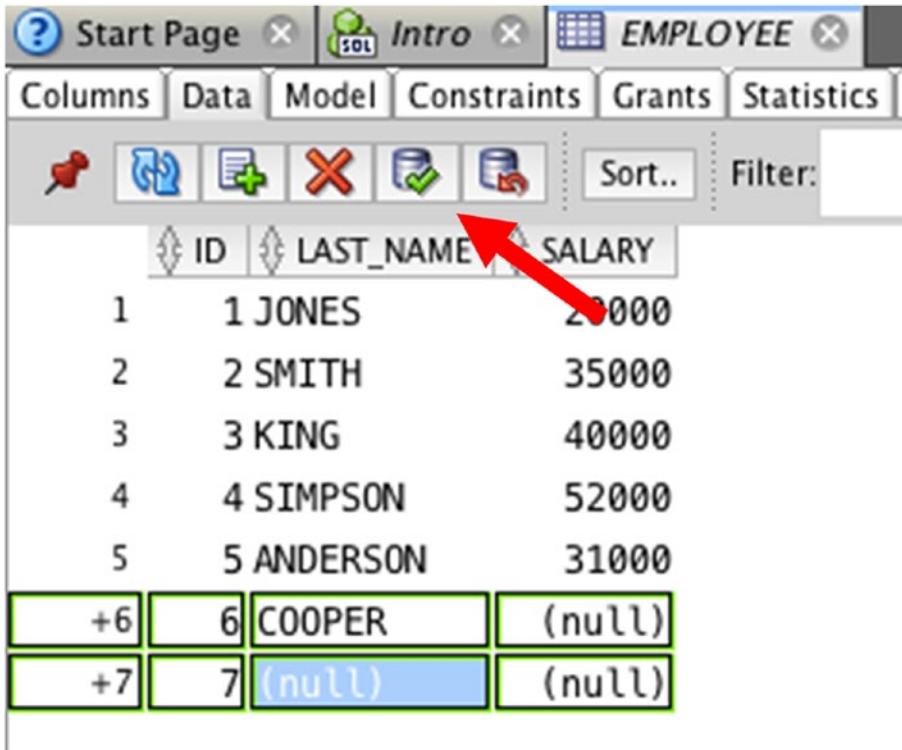 Start Page SQL Intro EMPLOYEE
Columns Data Model Constraints Grants Statistics
Sort.. Filter:
ID LAST_NAME SALARY
1 1 JONES
2 2 SMITH 35000
3 3 KING 40000
4 4 SIMPSON 52000
5 5 ANDERSON 31000
+6 6 COOPER (null)
+7 7 (null) (null)